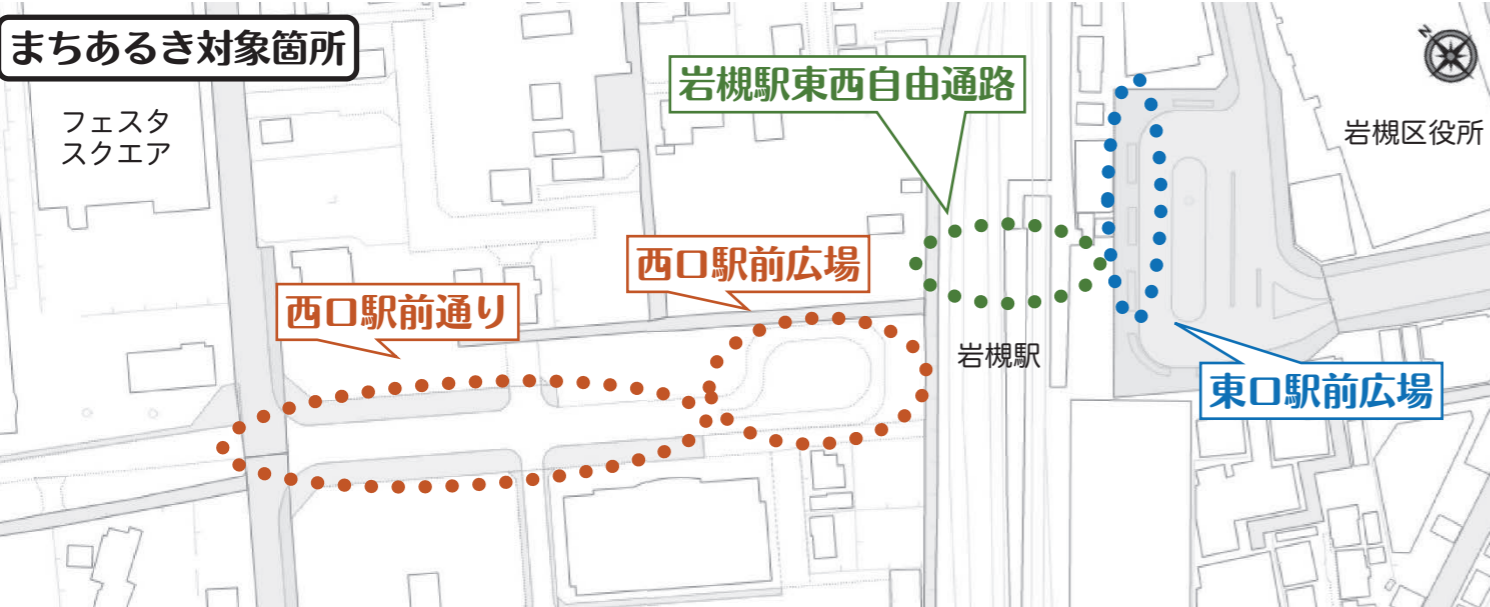 まちあるき対象箇所
N
フェスタ
スクエア
岩槻駅東西自由通路
岩槻区役所
西口駅前広場
西口駅前通り
岩槻駅
東口駅前広場